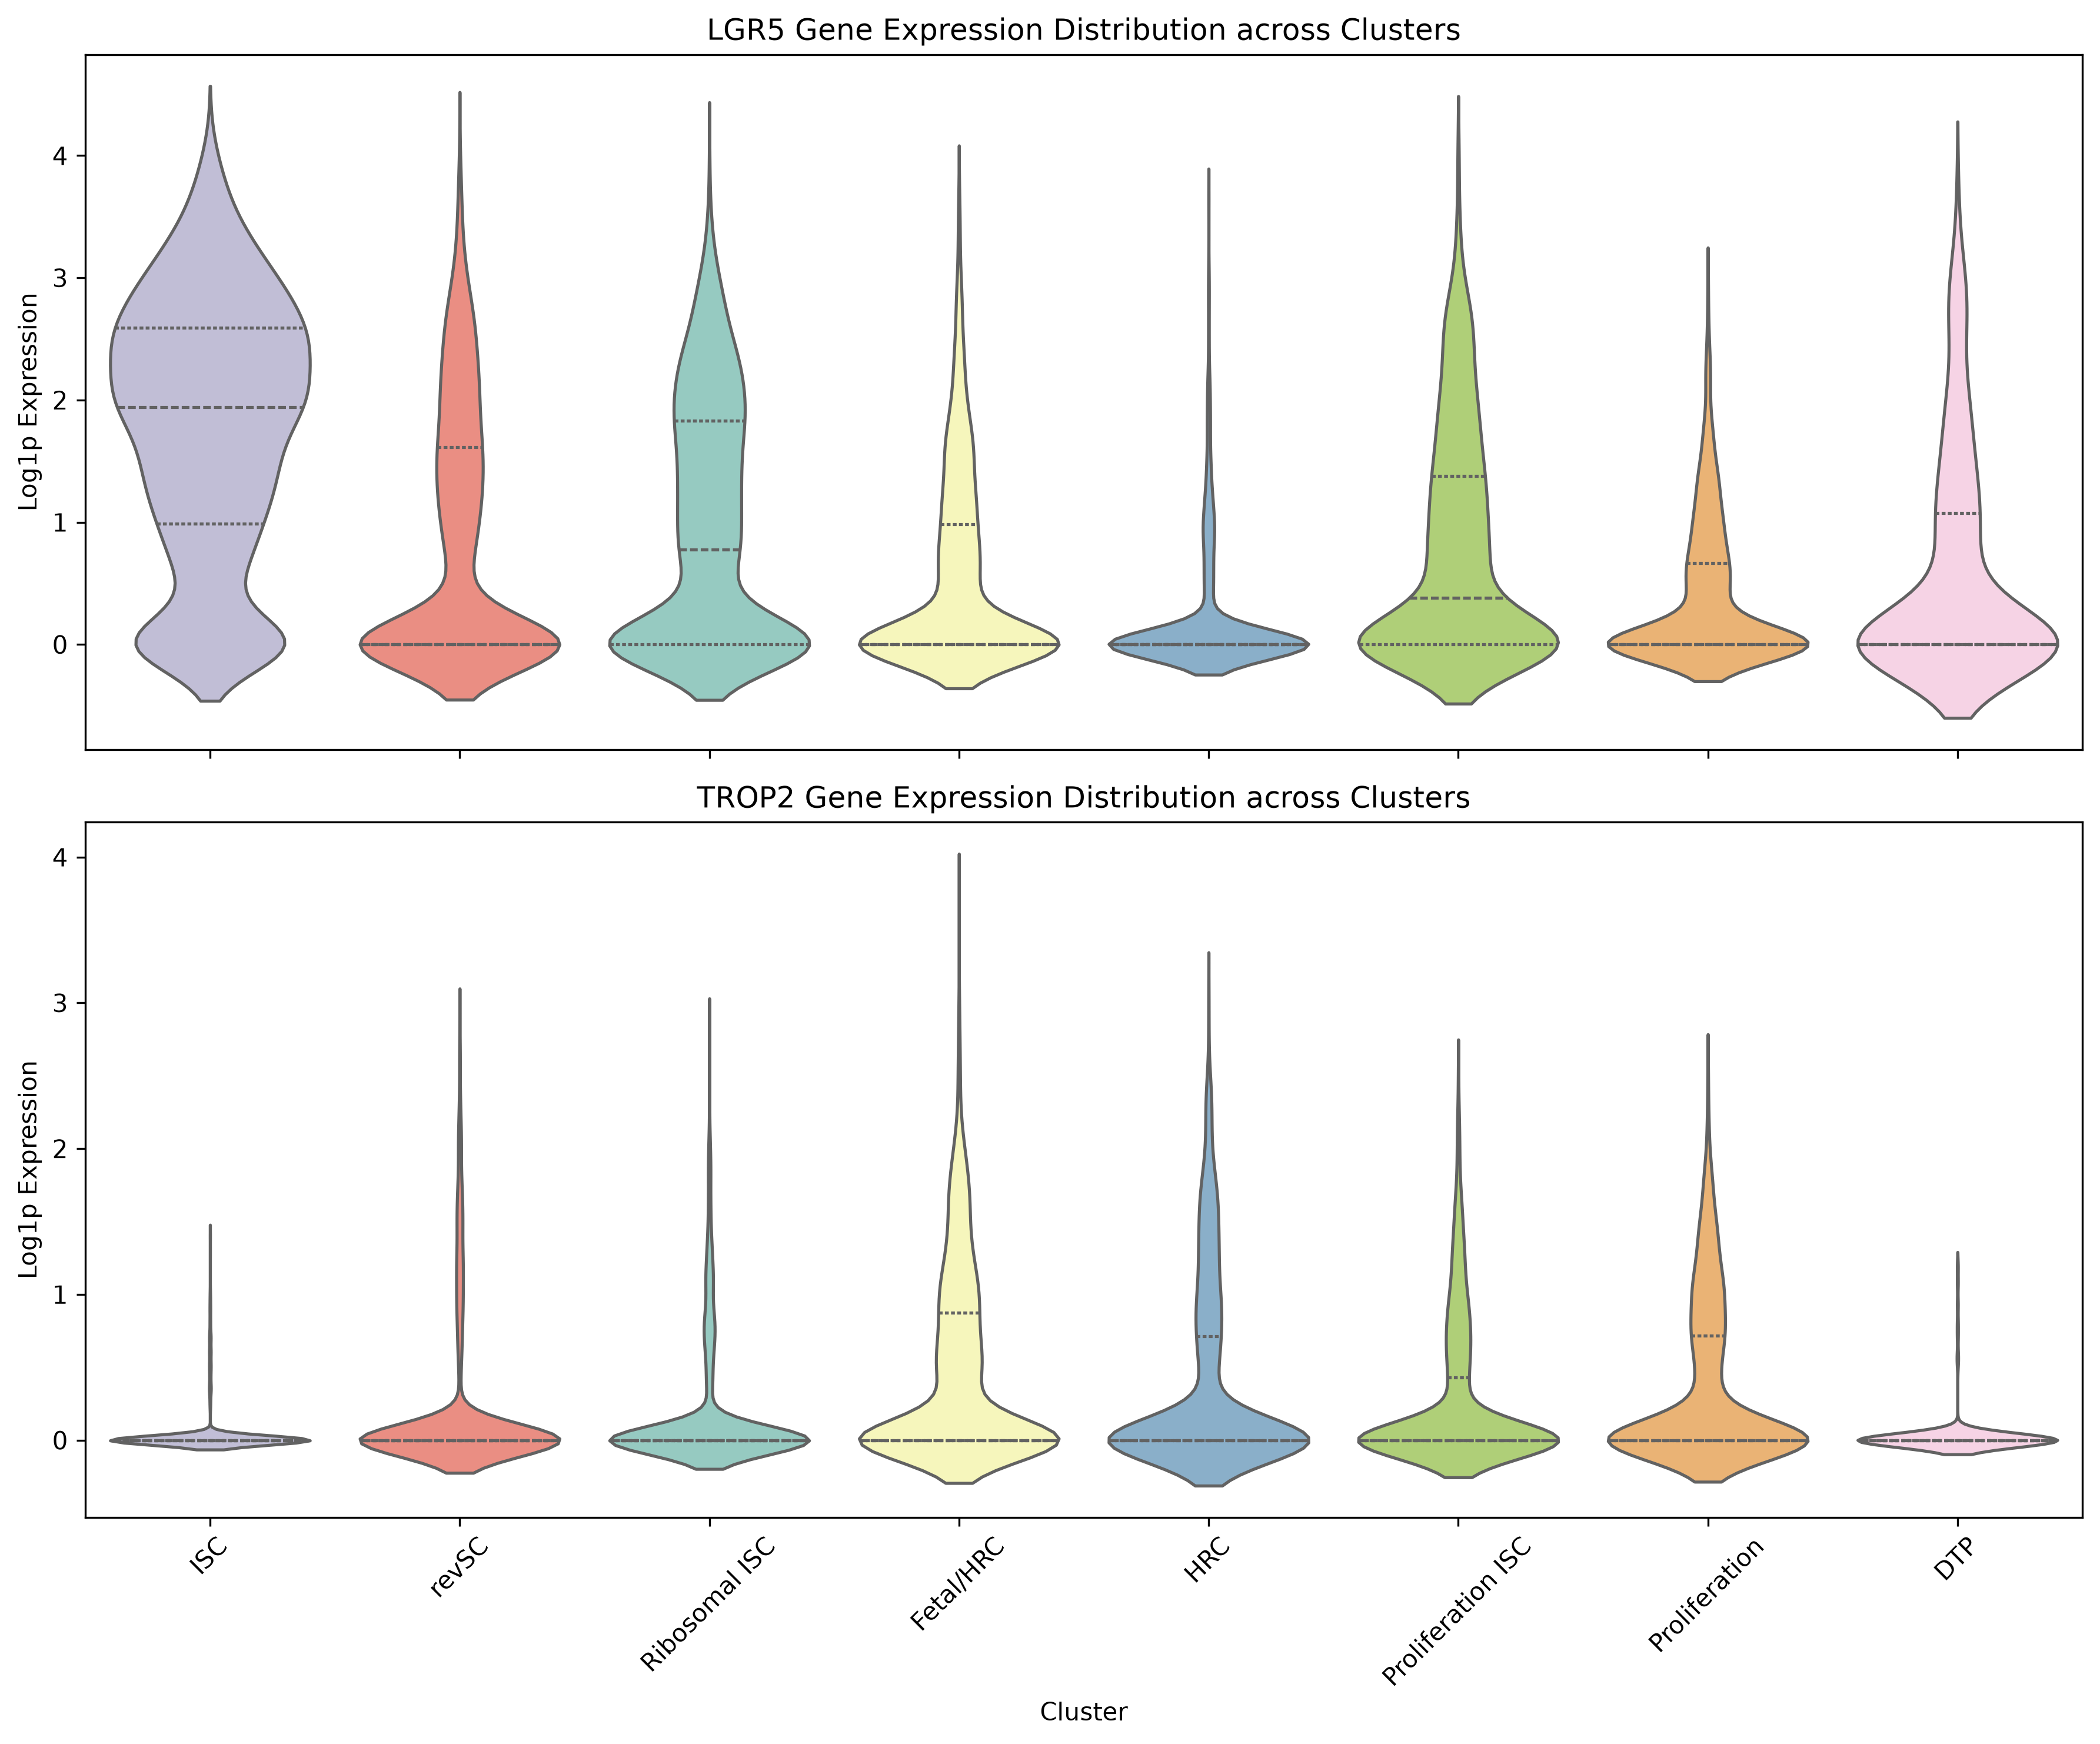 LGR5 Gene Expression Distribution across Clusters
Log1p Expression
4
3
2
1
0
TROP2 Gene Expression Distribution across Clusters
Log1p Expression
4
3
2
1
0
ISC
revSC
Ribosomal ISC
Fetal/HRC
HRC
Proliferation ISC
Proliferation
DTP
Cluster